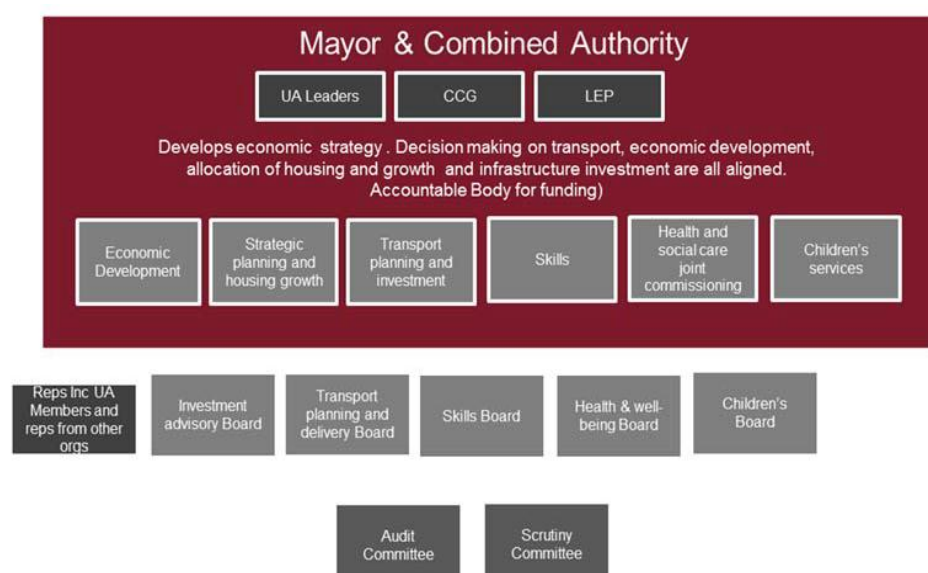 Mayor & Combined Authority
UA Leaders
CCG
LEP
Develops economic strategy . Decision making on transport, economic development,
allocation of housing and growth and infrastructure investment are all aligned.
Accountable Body for funding)
Economic
Development
Strategic
planning and
housing growth
Transport
planning and
investment
Skills
Health and
social care
joint
commissioning
Children's
services
Reps Inc UA
Members and
reps from other
orgs
Investment
advisory Board
Transport
planning and
delivery Board
Skills Board
Health & well-
being Board
Children's
Board
Audit
Committee
Scrutiny
Committee